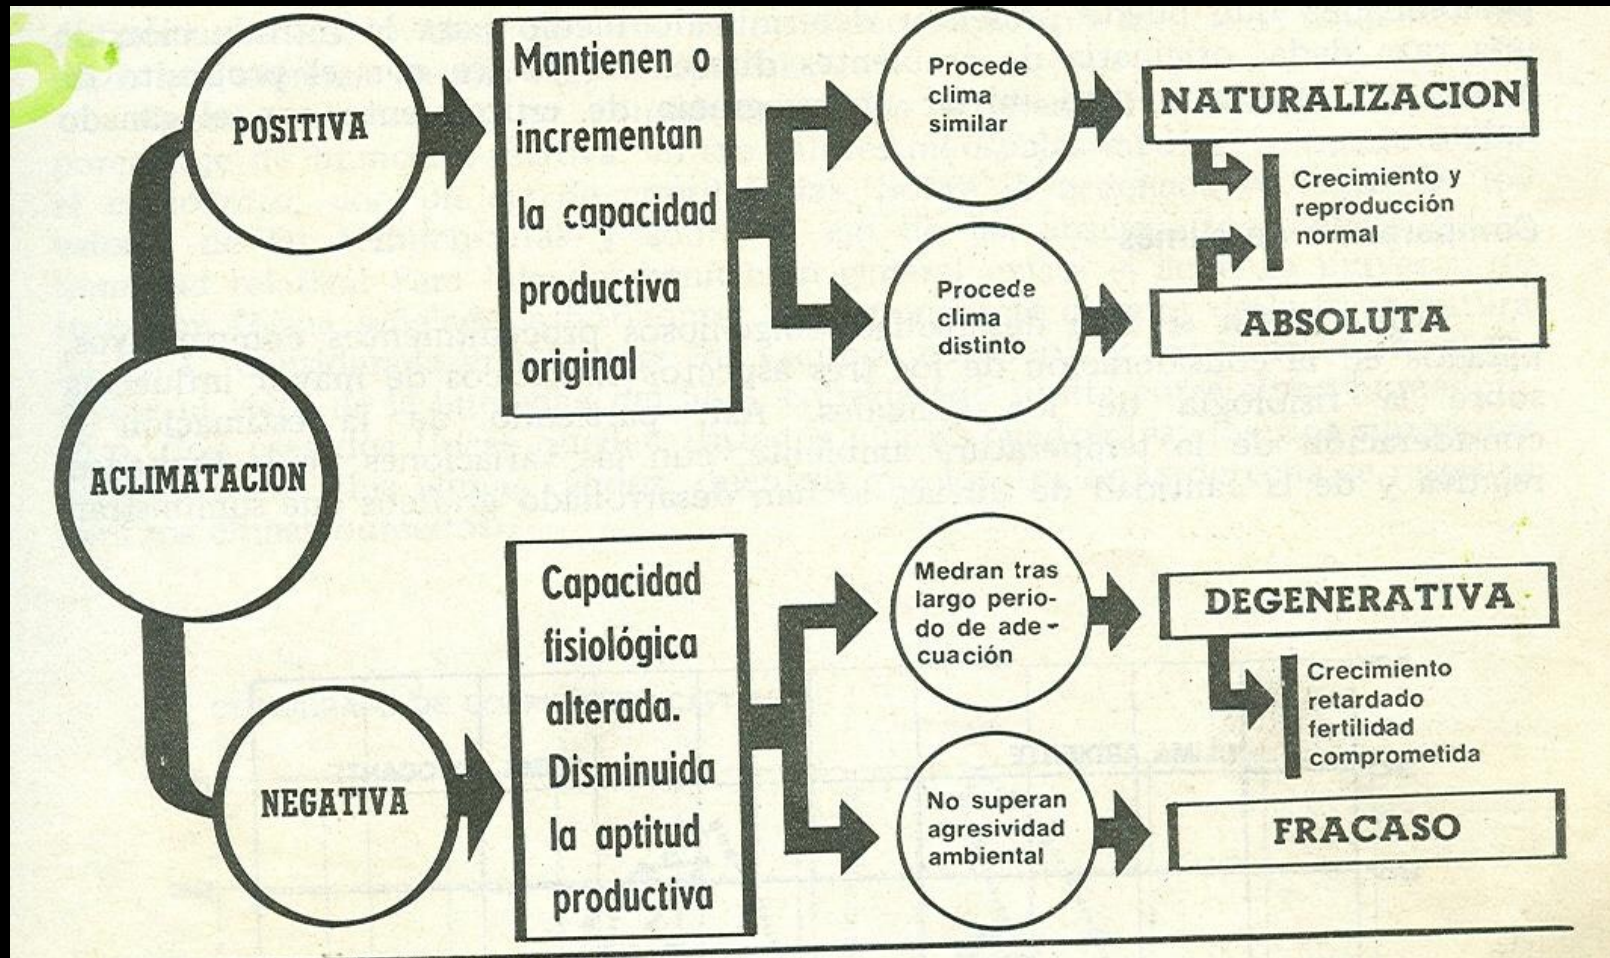 ACLIMATACION
POSITIVA
Mantienen o
incrementan
la capacidad
productiva
original
Procede
clima
similar
NATURALIZACION
Crecimiento y
reproducción
normal
Procede
clima
distinto
ABSOLUTA
NEGATIVA
Capacidad
fisiológica
alterada.
Disminuida
la aptitud
productiva
Medran tras
largo perio-
do de ade-
cuación
DEGENERATIVA
Crecimiento
retardado
fertilidad
comprometida
No superan
agresividad
ambiental
FRACASO